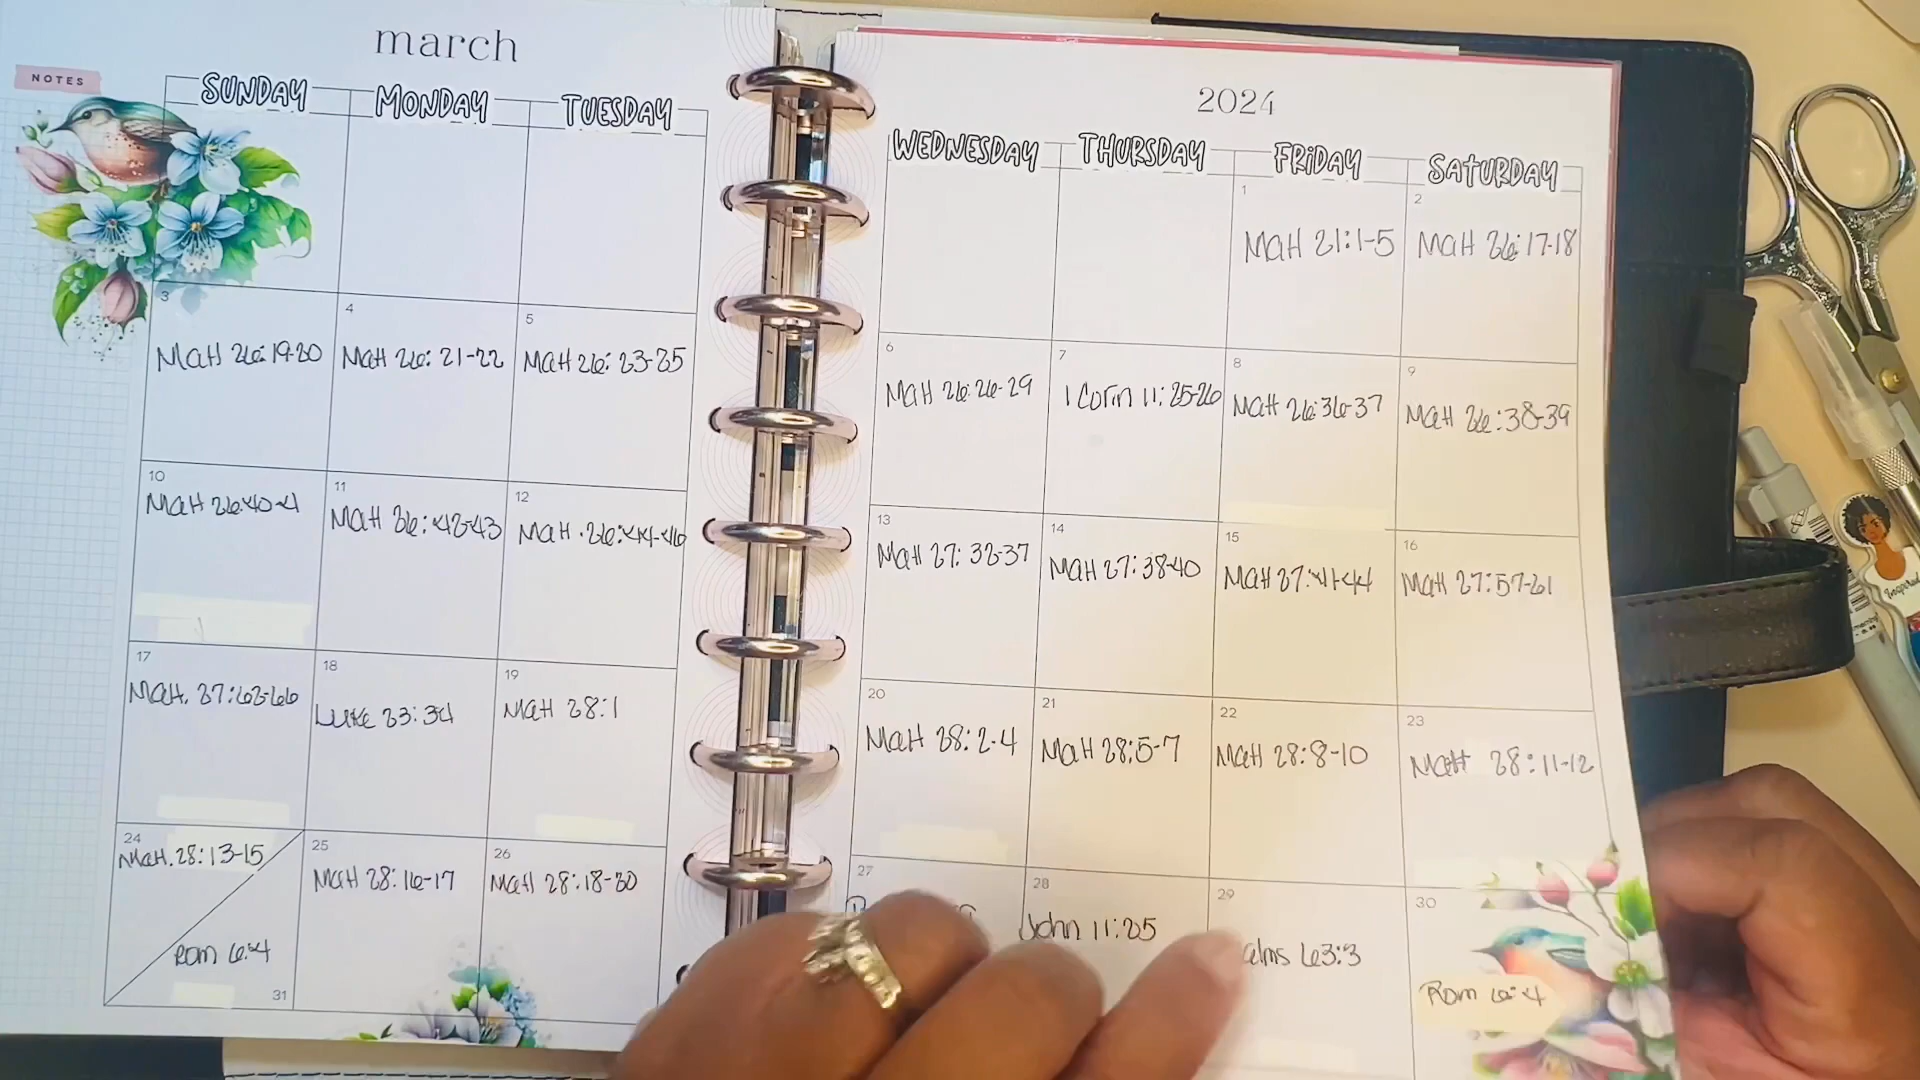 march
2024
NOTES
SUNDAY MONDAY TUESDAY WEDNESDAY THURSDAY FRIDAY SATURDAY
1
Matt 21:1-5
2
Matt 26:17-18
3
Matt 26:19-20
4
Matt 26:21-22
5
Matt 26:23-25
6
Matt 26:26-29
7
1 Corin 11:25-26
8
Matt 26:36-37
9
Matt 26:38-39
10
Matt 26:40-41
11
Matt 26:42-43
12
Matt. 26:44-46
13
Matt 27:32-37
14
Matt 27:38-40
15
Matt 27:41-44
16
Matt 27:57-61
17
Matt. 27:62-66
18
Luke 23:34
19
Matt 28:1
20
Matt 28:2-4
21
Matt 28:5-7
22
Matt 28:8-10
23
Matt 28:11-12
24
Matt. 28:13-15
Rom 6:4
31
25
Matt 28:16-17
26
Matt 28:18-20
27
28
John 11:25
29
alms 63:3
30
Rom 6:4